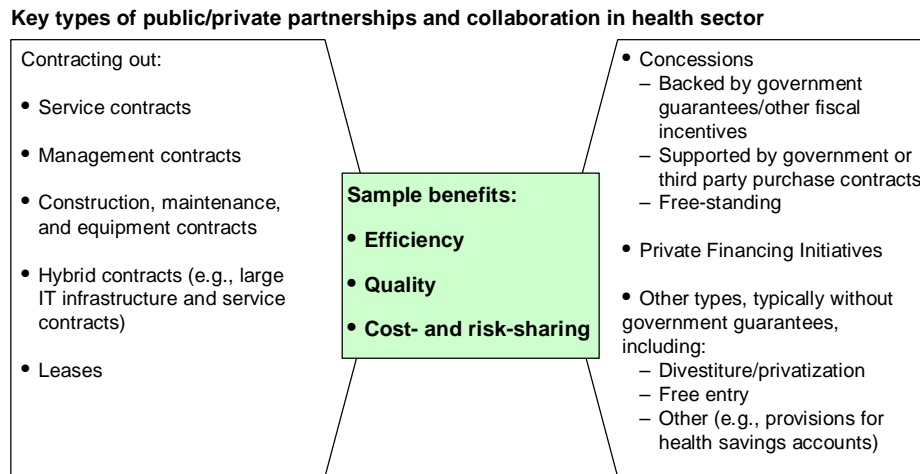 Key types of public/private partnerships and collaboration in health sector
Contracting out:
• Service contracts
• Management contracts
• Construction, maintenance,
and equipment contracts
• Hybrid contracts (e.g., large
IT infrastructure and service
contracts)
• Leases
Sample benefits:
• Efficiency
• Quality
• Cost- and risk-sharing
• Concessions
– Backed by government
guarantees/other fiscal
incentives
– Supported by government or
third party purchase contracts
– Free-standing
• Private Financing Initiatives
• Other types, typically without
government guarantees,
including:
– Divestiture/privatization
– Free entry
– Other (e.g., provisions for
health savings accounts)